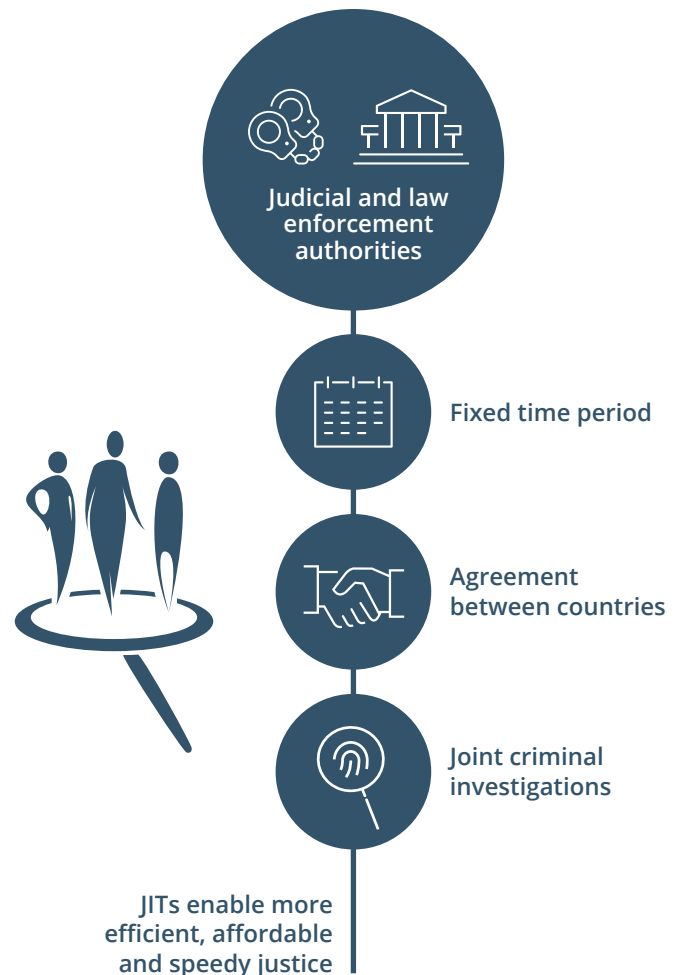 Judicial and law
enforcement
authorities
Fixed time period
Agreement
between countries
Joint criminal
investigations
JITs enable more
efficient, affordable
and speedy justice